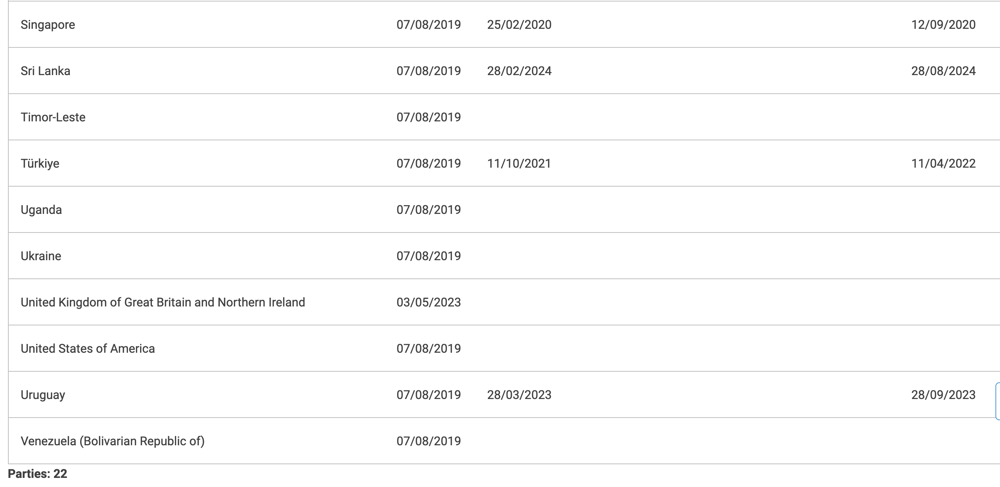 Singapore 07/08/2019 25/02/2020 12/09/2020
Sri Lanka 07/08/2019 28/02/2024 28/08/2024
Timor-Leste 07/08/2019
Türkiye 07/08/2019 11/10/2021 11/04/2022
Uganda 07/08/2019
Ukraine 07/08/2019
United Kingdom of Great Britain and Northern Ireland 03/05/2023
United States of America 07/08/2019
Uruguay 07/08/2019 28/03/2023 28/09/2023
Venezuela (Bolivarian Republic of) 07/08/2019
Parties: 22